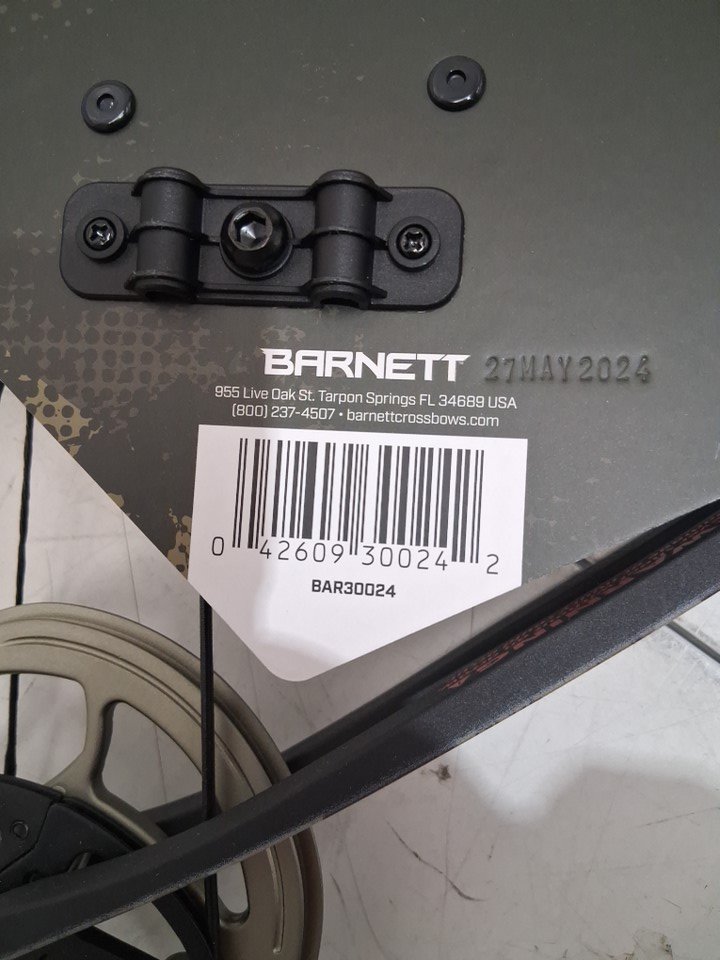 BARNETT 27MAY2024
955 Live Oak St. Tarpon Springs FL 34689 USA
(800) 237-4507 • barnettcrossbows.com
0 42609 30024 2
BAR30024